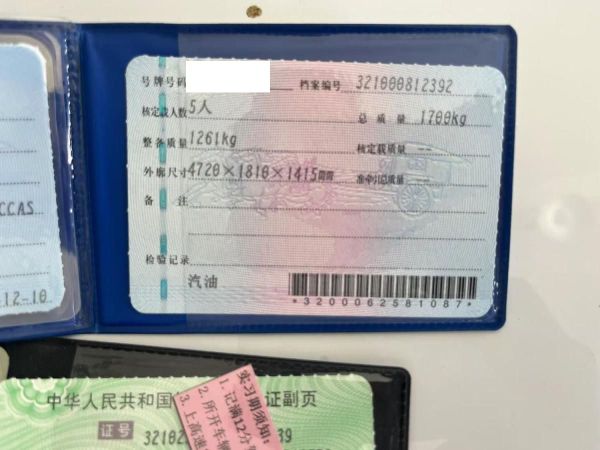 号牌号码 档案编号 321000812392
核定载人数 5人 总质量 1700kg
整备质量 1261kg 核定载质量
外廓尺寸 4720×1810×1415mm 准牵引总质量
备注
CCAS
检验记录
汽油
12-10
*3200062581087*
中华人民共和国 证副页
证号 32102 39
实习期须知:
1. 记满12分
2. 所开车辆
3. 上高速